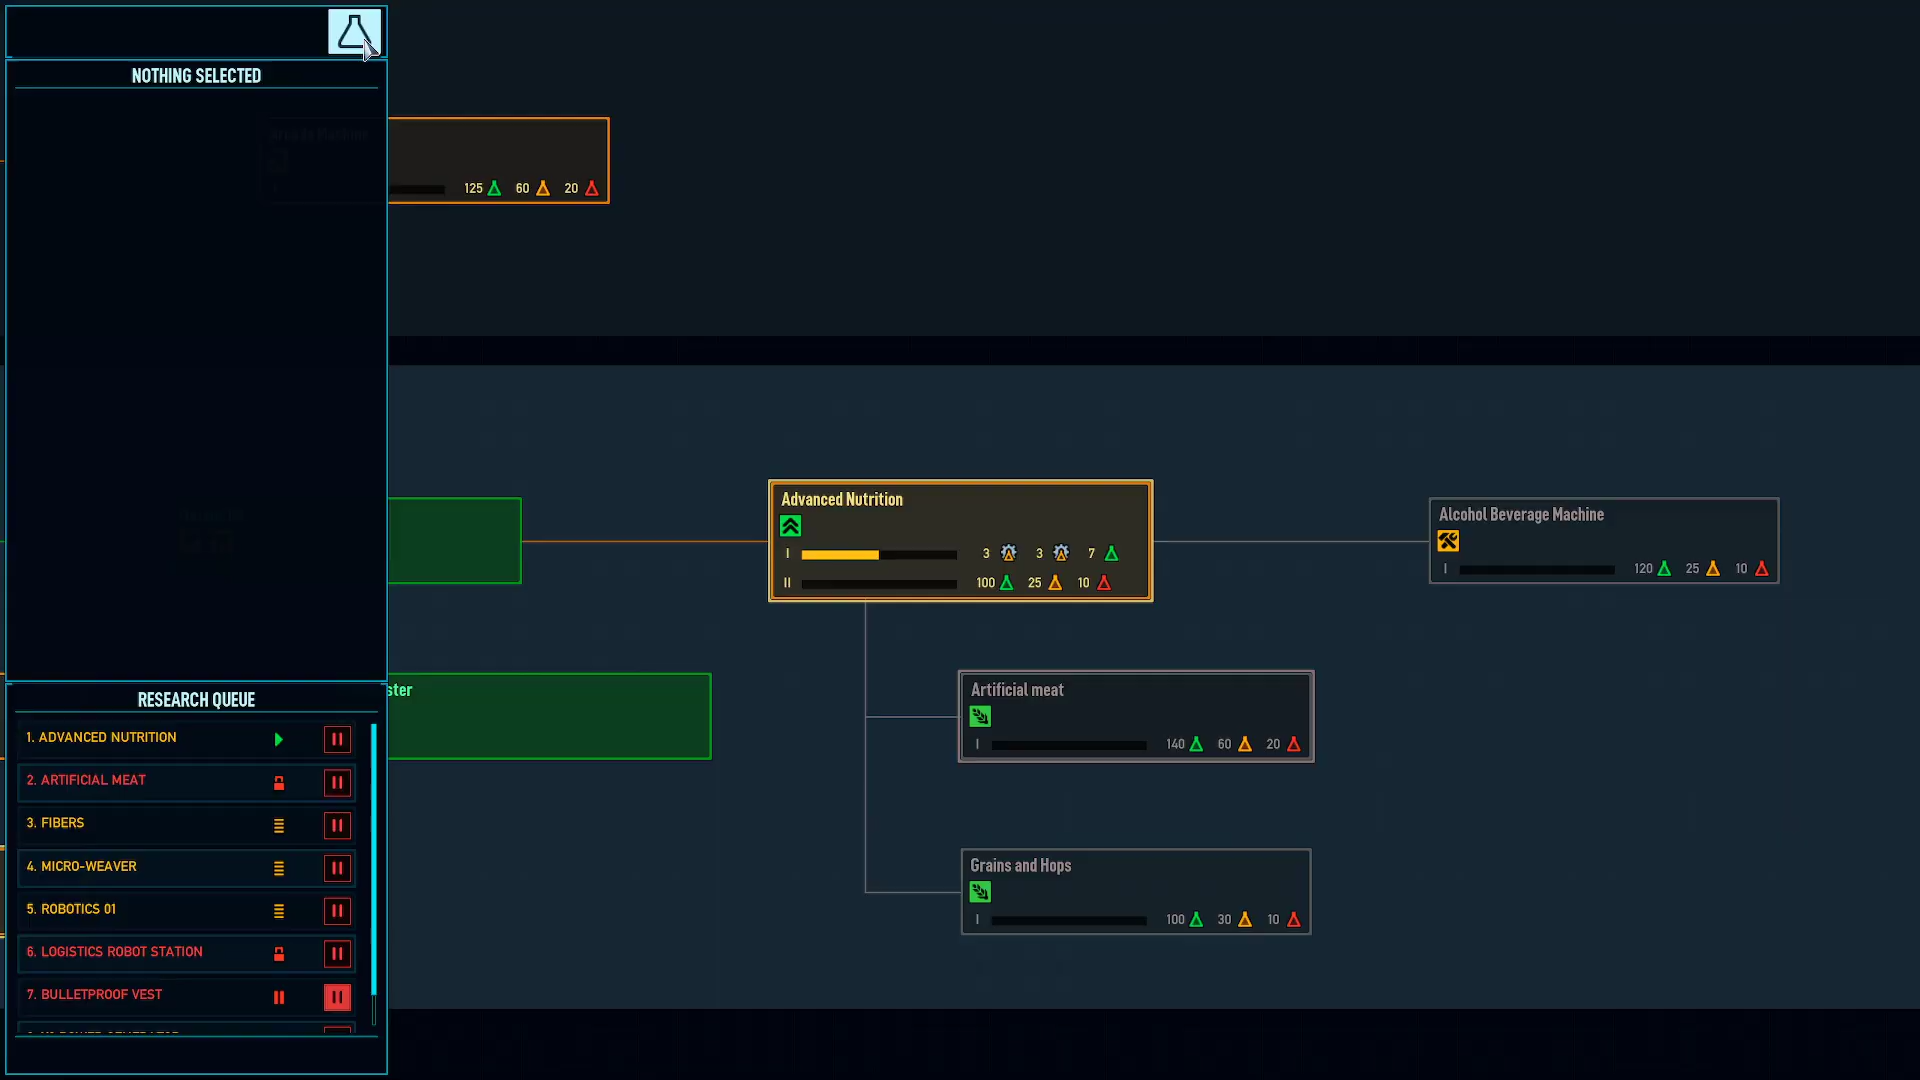 NOTHING SELECTED
125 60 20
Advanced Nutrition
I 3 3 7
II 100 25 10
Alcohol Beverage Machine
I 120 25 10
ster
Artificial meat
I 140 60 20
Grains and Hops
I 100 30 10
RESEARCH QUEUE
1. ADVANCED NUTRITION
2. ARTIFICIAL MEAT
3. FIBERS
4. MICRO-WEAVER
5. ROBOTICS 01
6. LOGISTICS ROBOT STATION
7. BULLETPROOF VEST